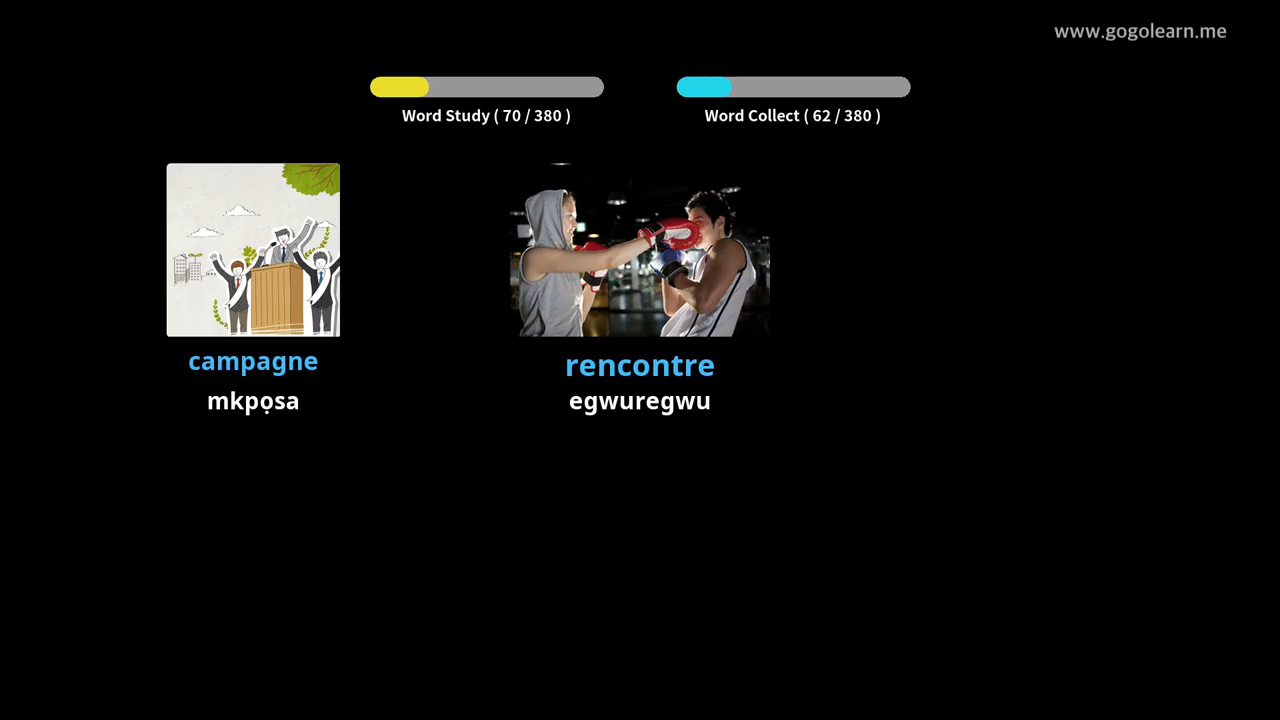 www.gogolearn.me
Word Study ( 70 / 380 )
Word Collect ( 62 / 380 )
campagne
mkpọsa
rencontre
egwuregwu